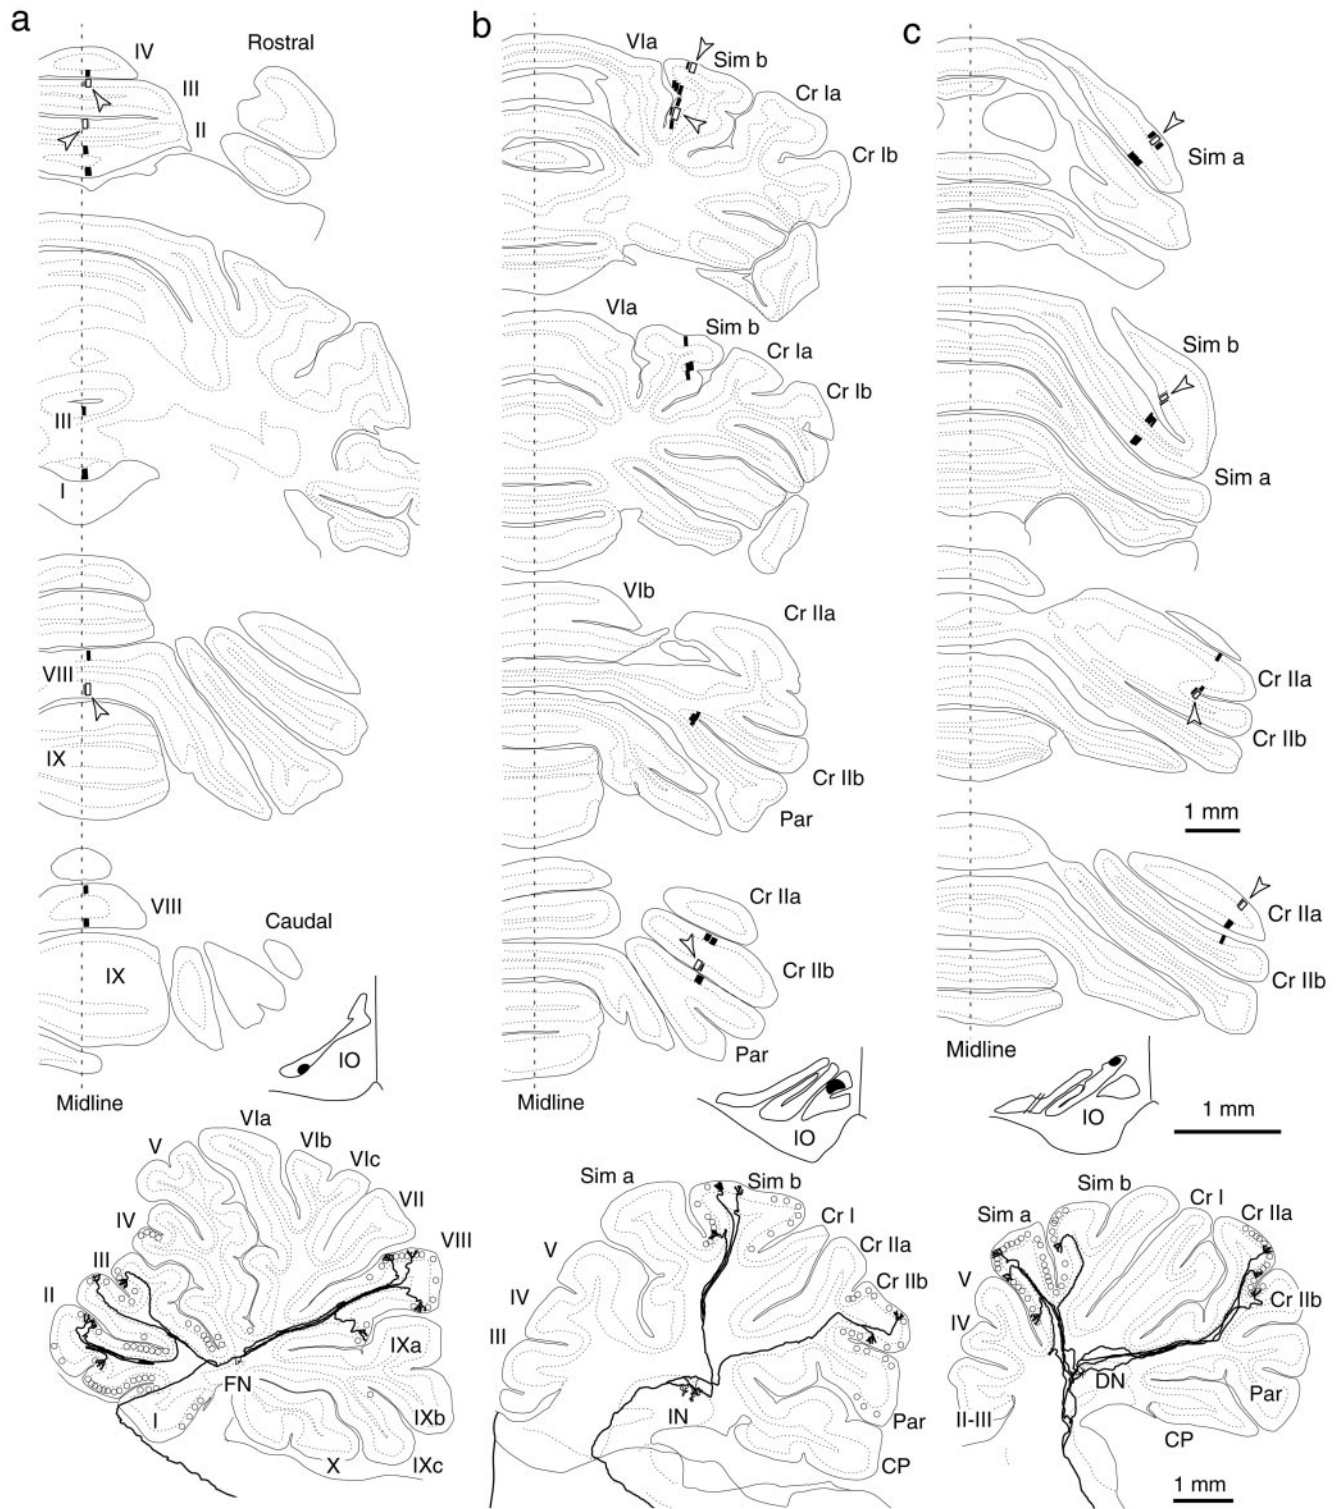 a
IV
Rostral
III
II
III
I
VIII
IX
VIII
Caudal
IX
IO
Midline
VIa
V
VIb
VIc
IV
VII
III
VIII
II
IXa
FN
I
IXb
X
IXc
b
VIa
Sim b
Cr Ia
Cr Ib
VIa
Sim b
Cr Ia
Cr Ib
VIb
Cr IIa
Cr IIb
Par
Cr IIa
Cr IIb
Par
Midline
IO
Sim a
Sim b
Cr I
V
Cr IIa
IV
Cr IIb
III
IN
Par
CP
c
Sim a
Sim b
Sim a
Cr IIa
Cr IIb
1 mm
Cr IIa
Cr IIb
Midline
IO
1 mm
Sim b
Sim a
Cr I
Cr IIa
V
IV
Cr IIb
DN
II-III
Par
CP
1 mm